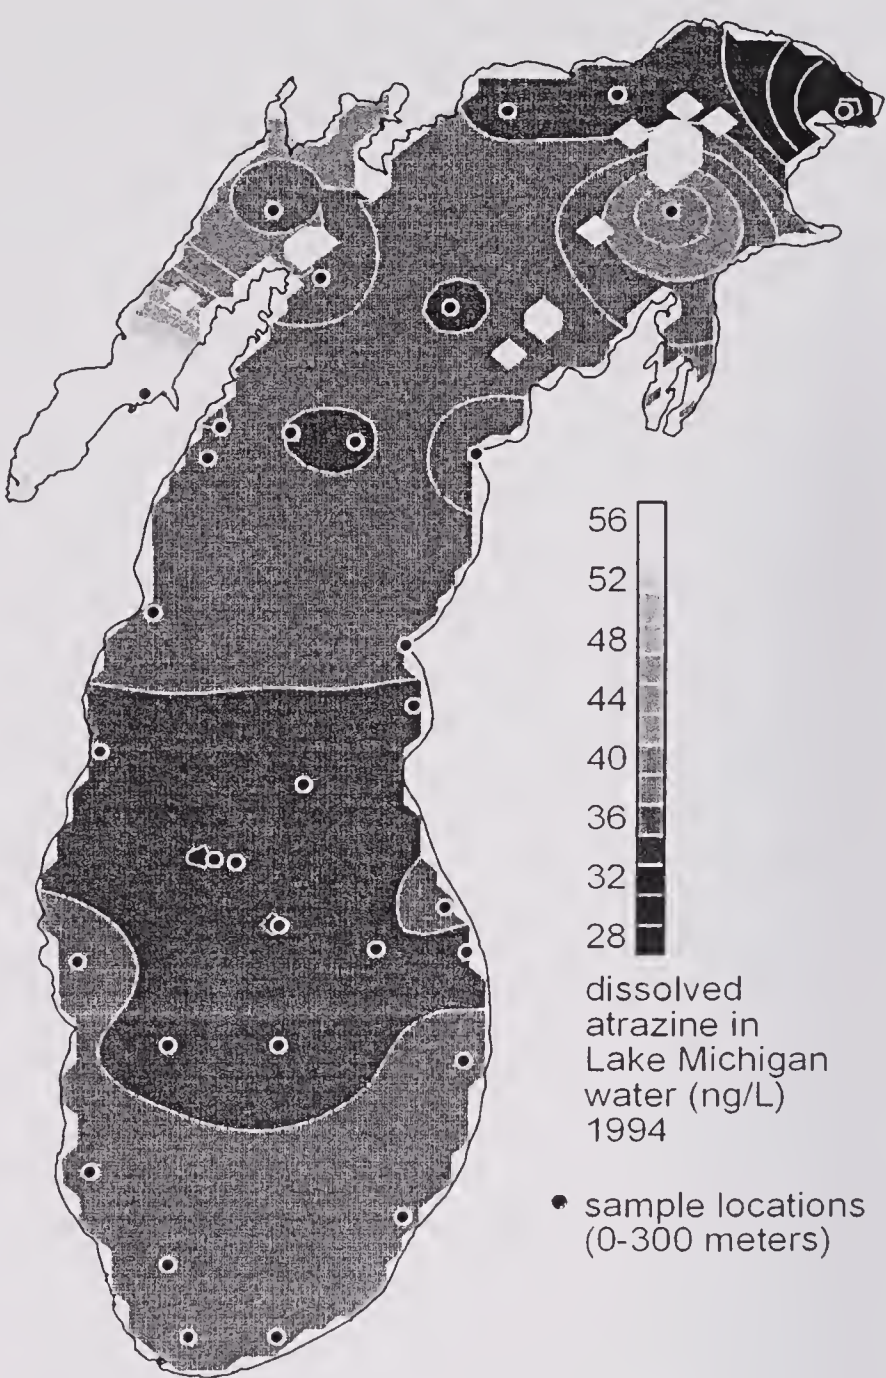 56
52
48
44
40
36
32
28
dissolved
atrazine in
Lake Michigan
water (ng/L)
1994
sample locations
(0-300 meters)